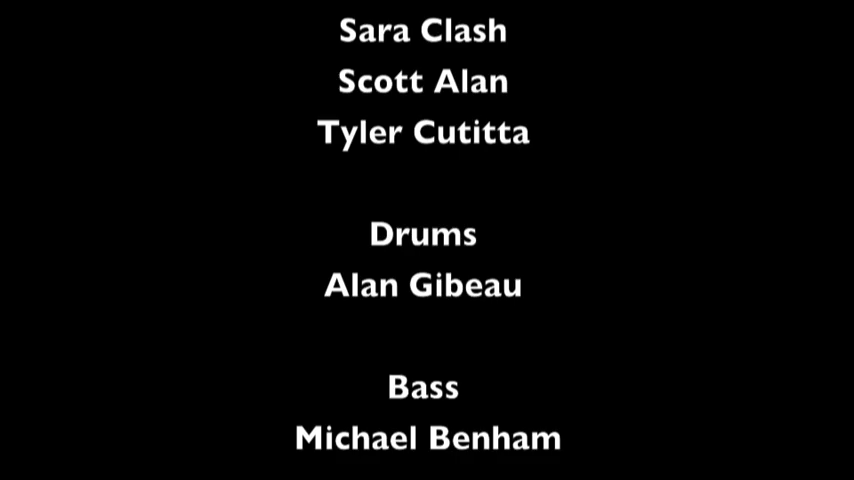 Sara Clash
Scott Alan
Tyler Cutitta
Drums
Alan Gibeau
Bass
Michael Benham